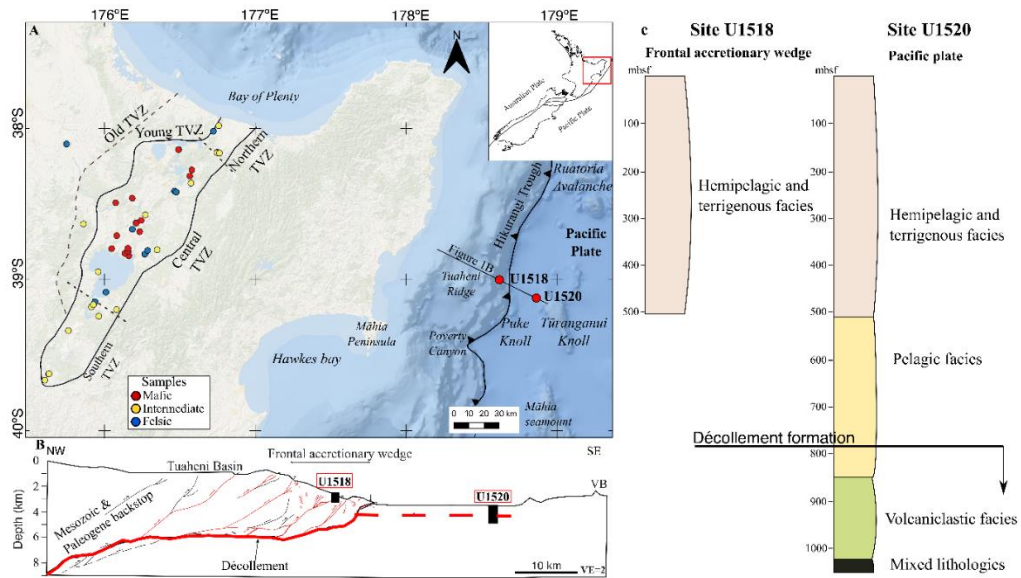 176°E
177°E
178°E
179°E
A
N
Bay of Plenty
Australian Plate
Pacific Plate
38°S
Old TVZ
Young TVZ
Northern
TVZ
Central
TVZ
Southern
TVZ
39°S
40°S
Ruatoria
Avalanche
Hikurangi Trough
Pacific
Plate
Figure 1B
U1518
U1520
Tuaheni
Ridge
Puke
Knoll
Tūranganui
Knoll
Māhia
Peninsula
Poverty
Canyon
Hawkes bay
Māhia
seamount
Samples
Mafic
Intermediate
Felsic
0 10 20 30 km
B
NW
SE
Frontal accretionary wedge
Tuaheni Basin
U1518
U1520
VB
Mesozoic &
Paleogene backstop
Depth (km)
0
2
4
6
8
Décollement
10 km
VE=2
c
Site U1518
Frontal accretionary wedge
mbsf
100
200
300
400
500
600
700
800
900
1000
Hemipelagic and
terrigenous facies
Site U1520
Pacific plate
mbsf
Hemipelagic and
terrigenous facies
Pelagic facies
Décollement formation
Volcaniclastic facies
Mixed lithologies